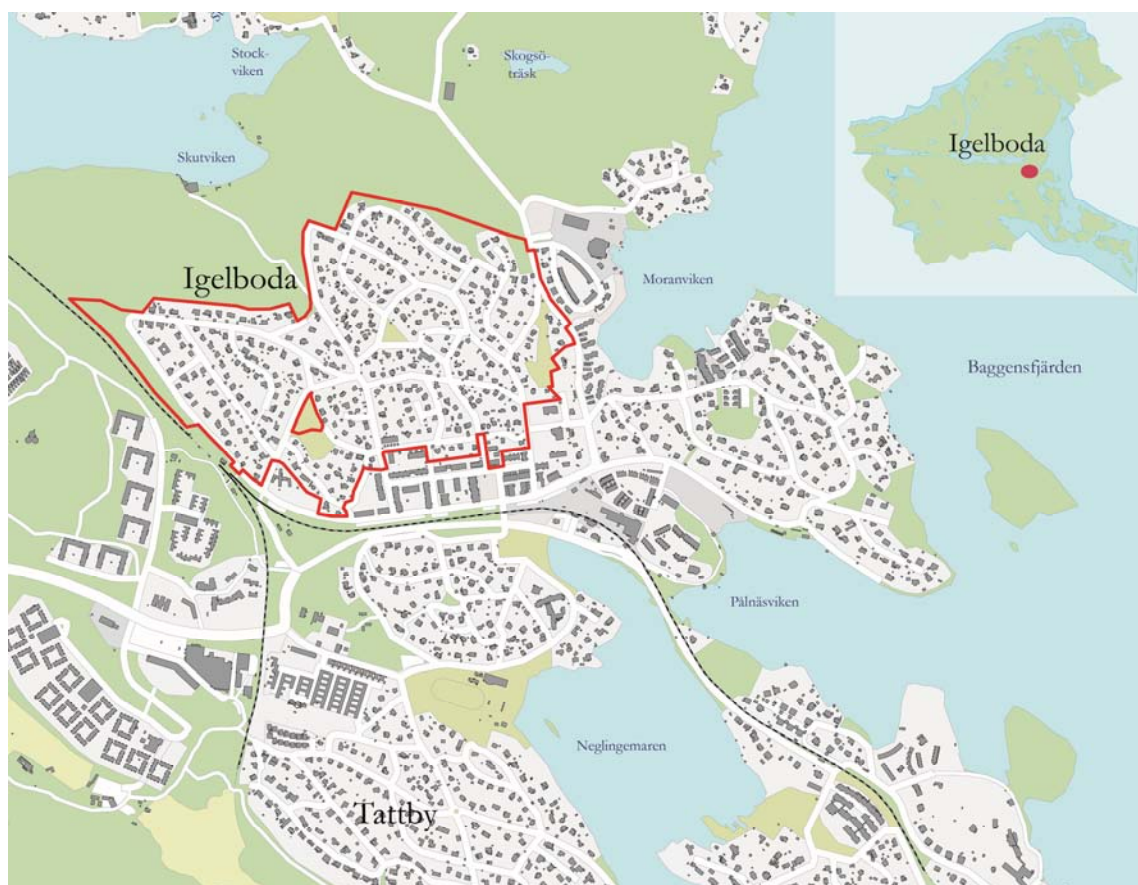 Stock-
viken
Skogsö-
träsk
Igelboda
Skutviken
Igelboda
Moranviken
Baggensfjärden
Pålnäsviken
Neglingemaren
Tattby